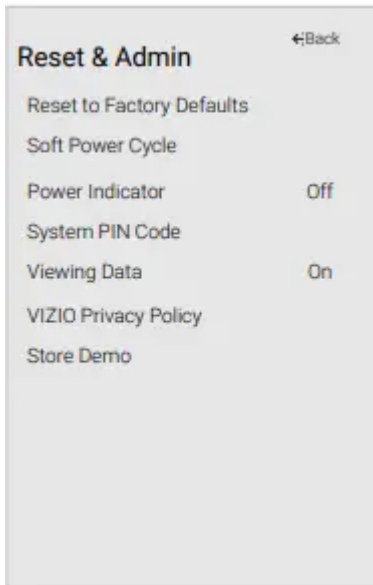 ←Back
Reset & Admin
Reset to Factory Defaults
Soft Power Cycle
Power Indicator Off
System PIN Code
Viewing Data On
VIZIO Privacy Policy
Store Demo